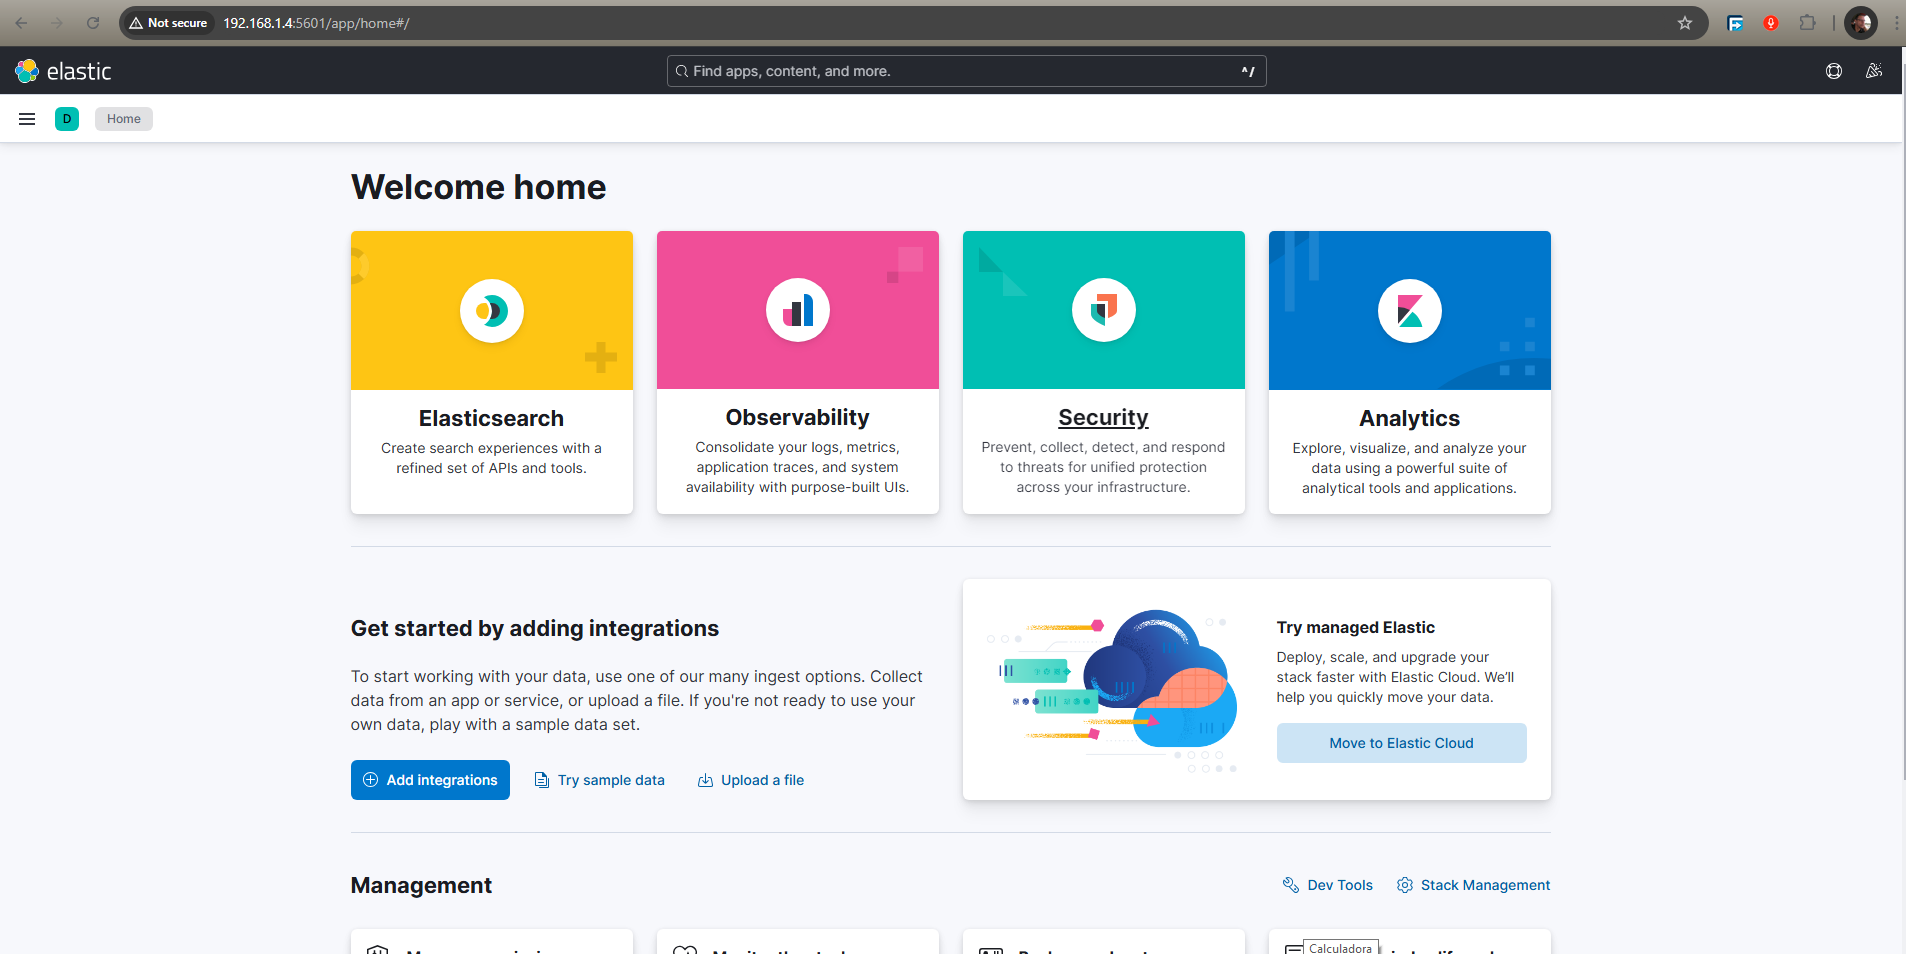 Not secure 192.168.1.4:5601/app/home#/
elastic
Find apps, content, and more.
^/
D
Home
Welcome home
Elasticsearch
Create search experiences with a
refined set of APIs and tools.
Observability
Consolidate your logs, metrics,
application traces, and system
availability with purpose-built UIs.
Security
Prevent, collect, detect, and respond
to threats for unified protection
across your infrastructure.
Analytics
Explore, visualize, and analyze your
data using a powerful suite of
analytical tools and applications.
Get started by adding integrations
To start working with your data, use one of our many ingest options. Collect
data from an app or service, or upload a file. If you're not ready to use your
own data, play with a sample data set.
Add integrations
Try sample data
Upload a file
Try managed Elastic
Deploy, scale, and upgrade your
stack faster with Elastic Cloud. We’ll
help you quickly move your data.
Move to Elastic Cloud
Management
Dev Tools
Stack Management
Calculadora